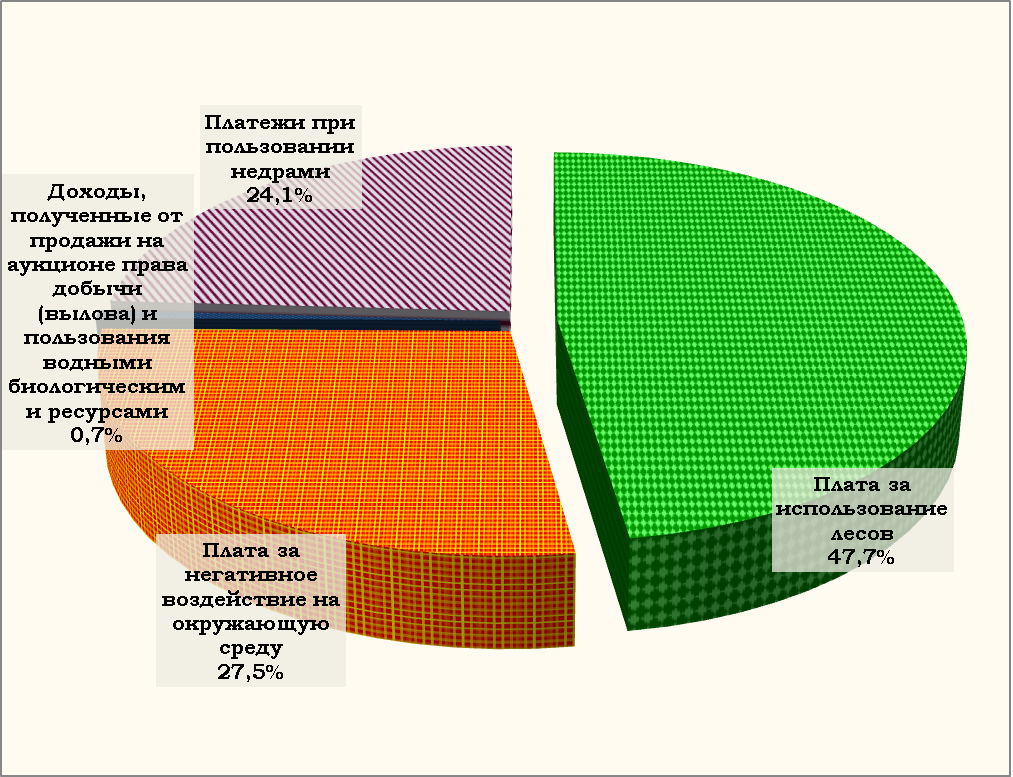 Платежи при
пользовании
недрами
24,1%
Доходы,
полученные от
продажи на
аукционе права
добычи
(вылова) и
пользования
водными
биологическим
и ресурсами
0,7%
Плата за
использование
лесов
47,7%
Плата за
негативное
воздействие на
окружающую
среду
27,5%